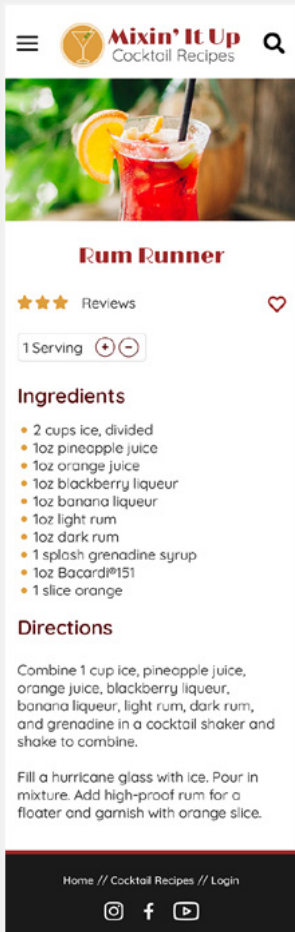 Mixin' It Up
Cocktail Recipes
Rum Runner
Reviews
1 Serving + −
Ingredients
• 2 cups ice, divided
• 1oz pineapple juice
• 1oz orange juice
• 1oz blackberry liqueur
• 1oz banana liqueur
• 1oz light rum
• 1oz dark rum
• 1 splash grenadine syrup
• 1oz Bacardi®151
• 1 slice orange
Directions
Combine 1 cup ice, pineapple juice,
orange juice, blackberry liqueur,
banana liqueur, light rum, dark rum,
and grenadine in a cocktail shaker and
shake to combine.
Fill a hurricane glass with ice. Pour in
mixture. Add high-proof rum for a
floater and garnish with orange slice.
Home // Cocktail Recipes // Login